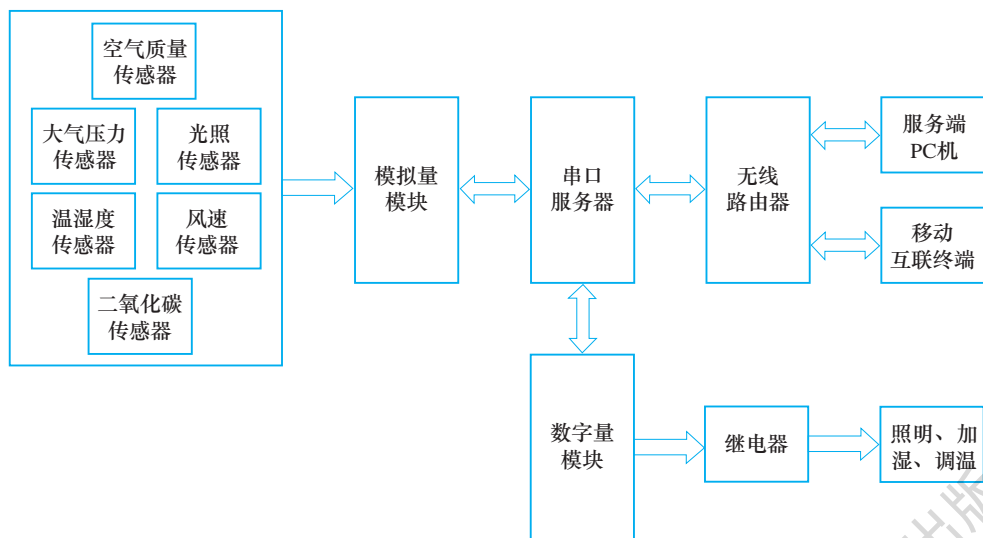 空气质量
传感器
大气压力
传感器
光照
传感器
温湿度
传感器
风速
传感器
二氧化碳
传感器
模拟量
模块
串口
服务器
无线
路由器
服务端
PC机
移动
互联终端
数字量
模块
继电器
照明、加
湿、调温
出版